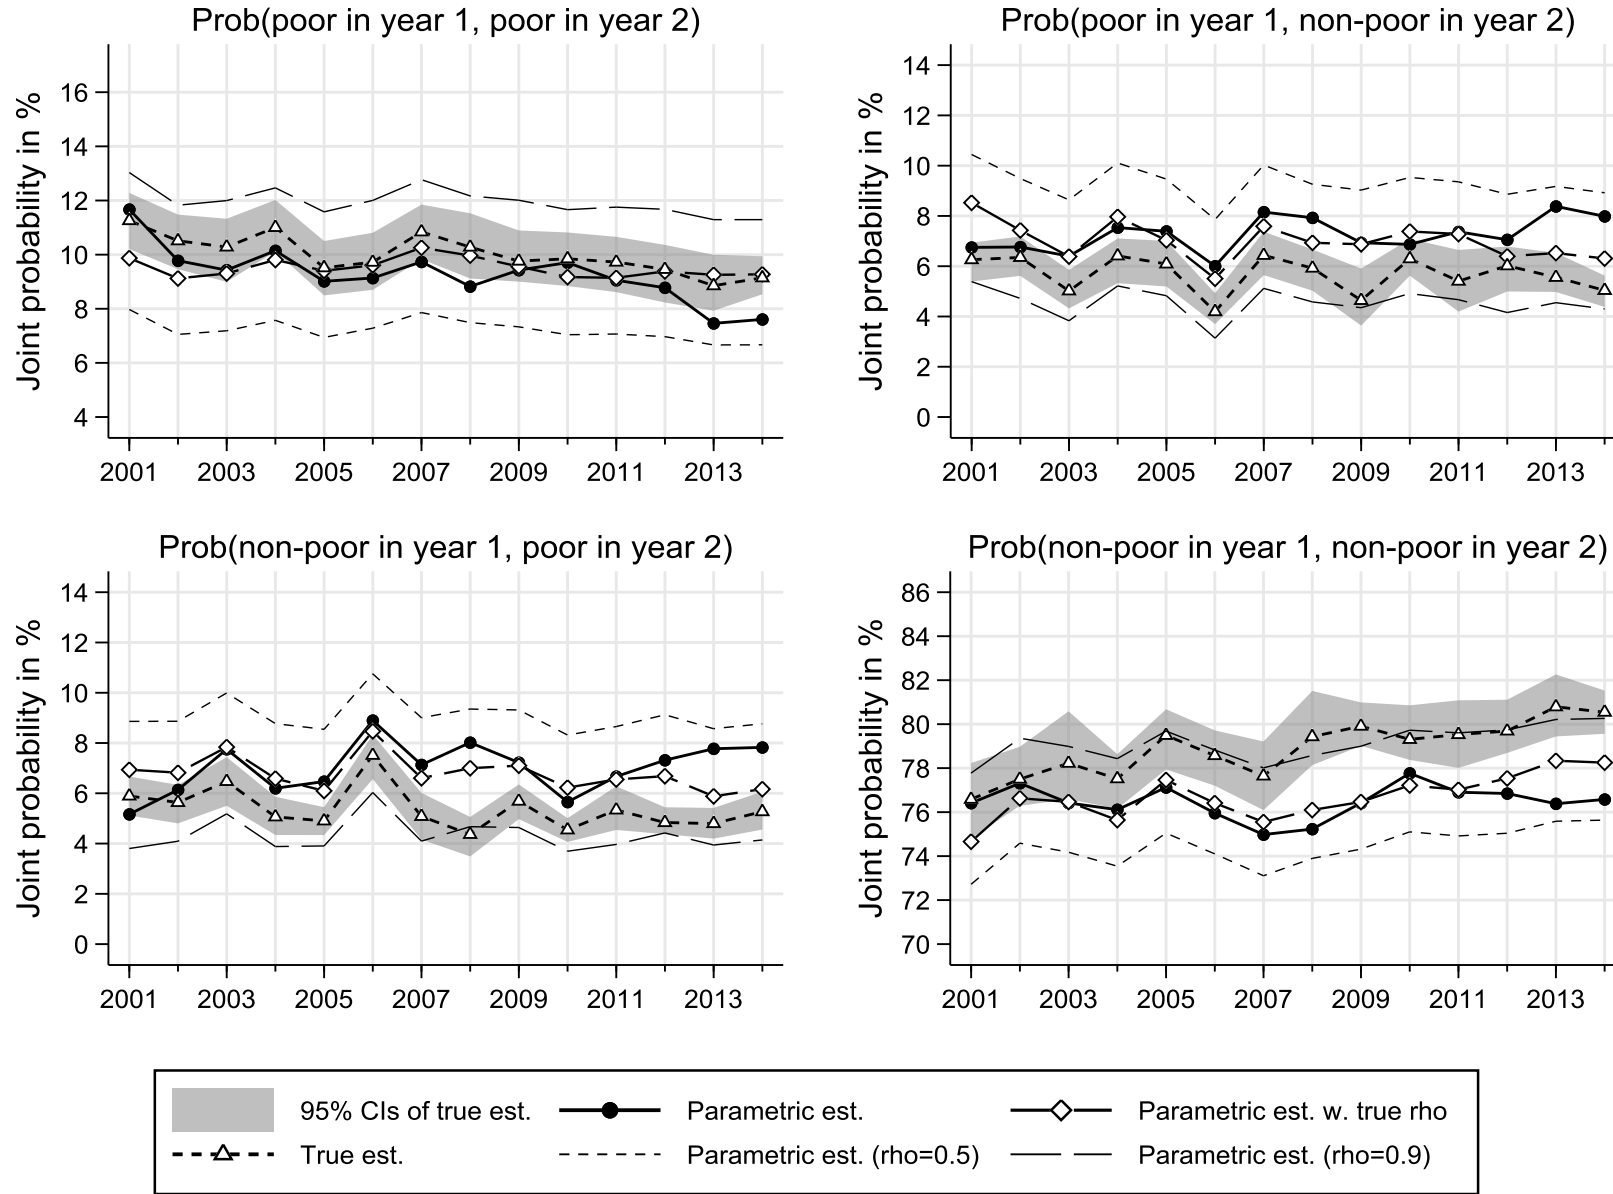 Prob(poor in year 1, poor in year 2)
Joint probability in %
16
14
12
10
8
6
4
2001 2003 2005 2007 2009 2011 2013
Prob(poor in year 1, non-poor in year 2)
Joint probability in %
14
12
10
8
6
4
2
0
2001 2003 2005 2007 2009 2011 2013
Prob(non-poor in year 1, poor in year 2)
Joint probability in %
14
12
10
8
6
4
2
0
2001 2003 2005 2007 2009 2011 2013
Prob(non-poor in year 1, non-poor in year 2)
Joint probability in %
86
84
82
80
78
76
74
72
70
2001 2003 2005 2007 2009 2011 2013
95% CIs of true est. Parametric est. Parametric est. w. true rho
True est. Parametric est. (rho=0.5) Parametric est. (rho=0.9)